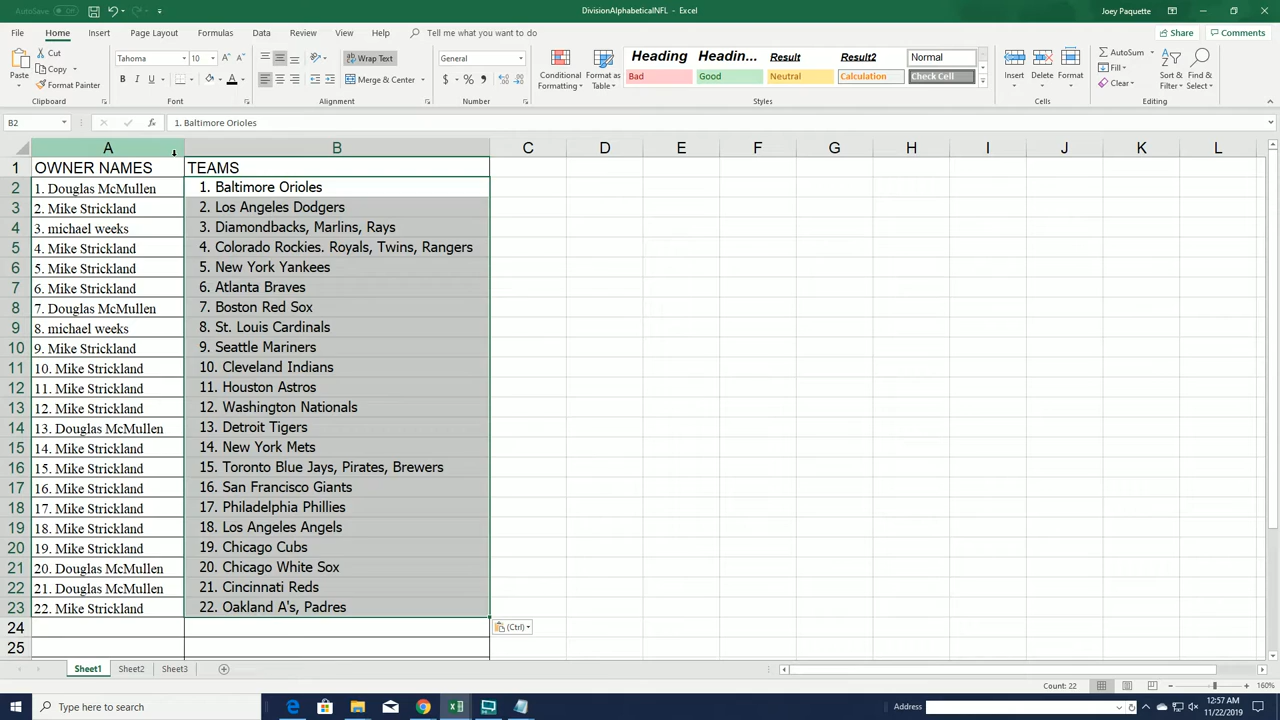 AutoSave Off DivisionAlphabeticalNFL - Excel Joey Paquette
File Home Insert Page Layout Formulas Data Review View Help Tell me what you want to do Share Comments
Paste Cut Copy Format Painter Clipboard
Tahoma 10 B I U A A A Font
Wrap Text Merge & Center Alignment
General $ % , Number
Conditional Formatting Format as Table
Heading Headin... Result Result2 Normal
Bad Good Neutral Calculation Check Cell
Styles
Insert Delete Format Cells
AutoSum Fill Clear Sort & Filter Find & Select Editing
B2 fx 1. Baltimore Orioles
A B C D E F G H I J K L
1 OWNER NAMES TEAMS
2 1. Douglas McMullen 1. Baltimore Orioles
3 2. Mike Strickland 2. Los Angeles Dodgers
4 3. michael weeks 3. Diamondbacks, Marlins, Rays
5 4. Mike Strickland 4. Colorado Rockies. Royals, Twins, Rangers
6 5. Mike Strickland 5. New York Yankees
7 6. Mike Strickland 6. Atlanta Braves
8 7. Douglas McMullen 7. Boston Red Sox
9 8. michael weeks 8. St. Louis Cardinals
10 9. Mike Strickland 9. Seattle Mariners
11 10. Mike Strickland 10. Cleveland Indians
12 11. Mike Strickland 11. Houston Astros
13 12. Mike Strickland 12. Washington Nationals
14 13. Douglas McMullen 13. Detroit Tigers
15 14. Mike Strickland 14. New York Mets
16 15. Mike Strickland 15. Toronto Blue Jays, Pirates, Brewers
17 16. Mike Strickland 16. San Francisco Giants
18 17. Mike Strickland 17. Philadelphia Phillies
19 18. Mike Strickland 18. Los Angeles Angels
20 19. Mike Strickland 19. Chicago Cubs
21 20. Douglas McMullen 20. Chicago White Sox
22 21. Douglas McMullen 21. Cincinnati Reds
23 22. Mike Strickland 22. Oakland A's, Padres
24 (Ctrl)
25
Sheet1 Sheet2 Sheet3
Count: 22 160%
Type here to search Address 12:57 AM
11/22/2019